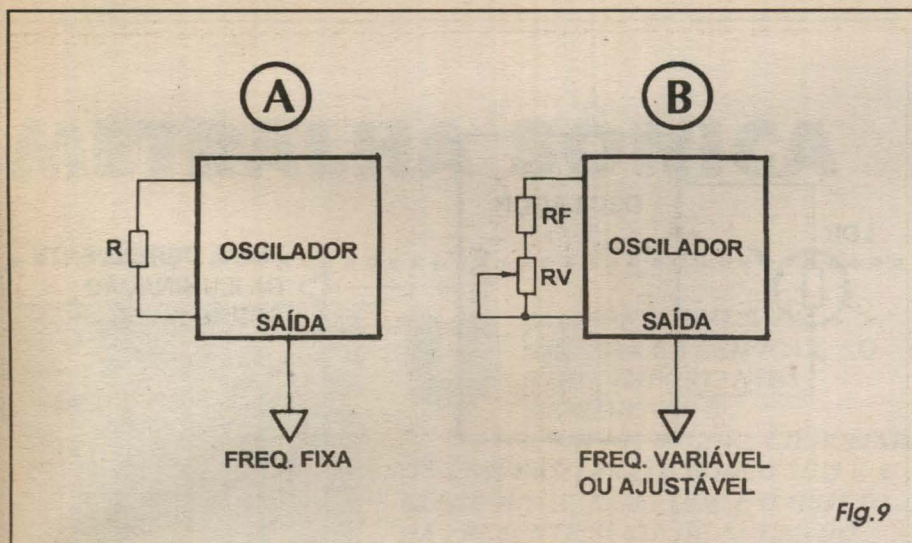 A
B
R
OSCILADOR
SAÍDA
FREQ. FIXA
RF
RV
OSCILADOR
SAÍDA
FREQ. VARIÁVEL
OU AJUSTÁVEL
Fig.9